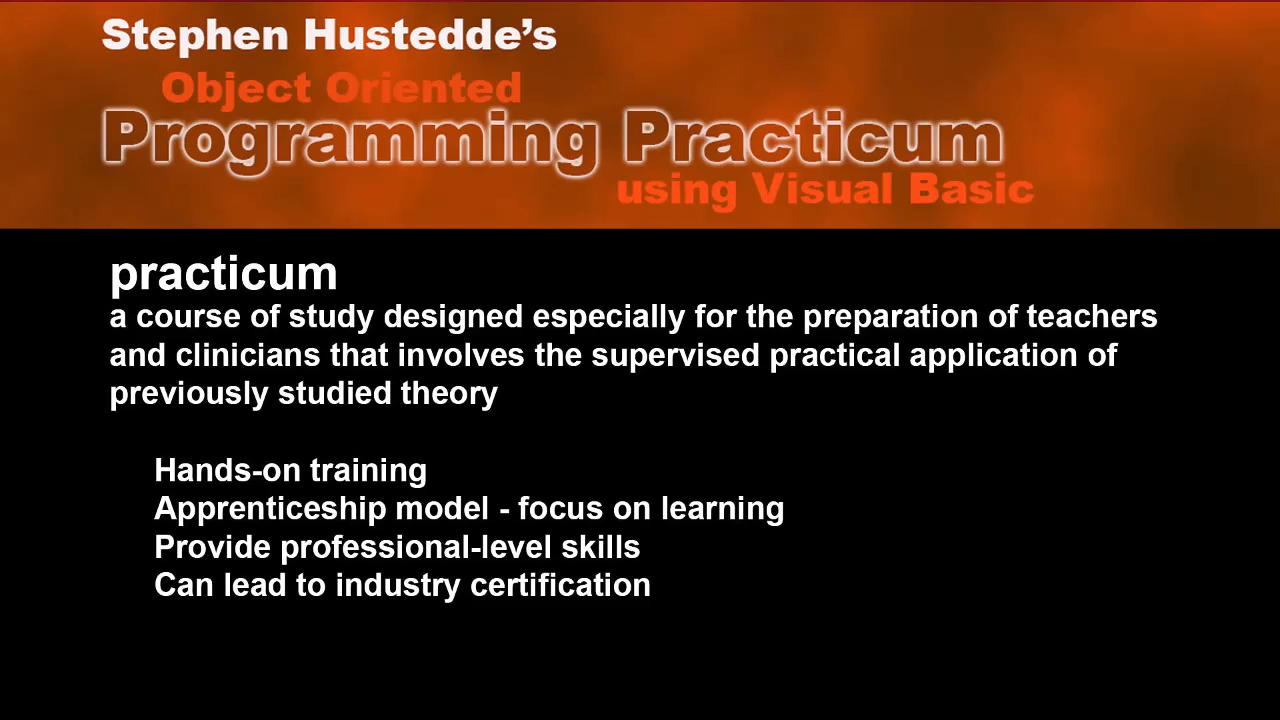 Stephen Hustedde’s
Object Oriented
Programming Practicum
using Visual Basic
practicum
a course of study designed especially for the preparation of teachers
and clinicians that involves the supervised practical application of
previously studied theory
Hands-on training
Apprenticeship model - focus on learning
Provide professional-level skills
Can lead to industry certification